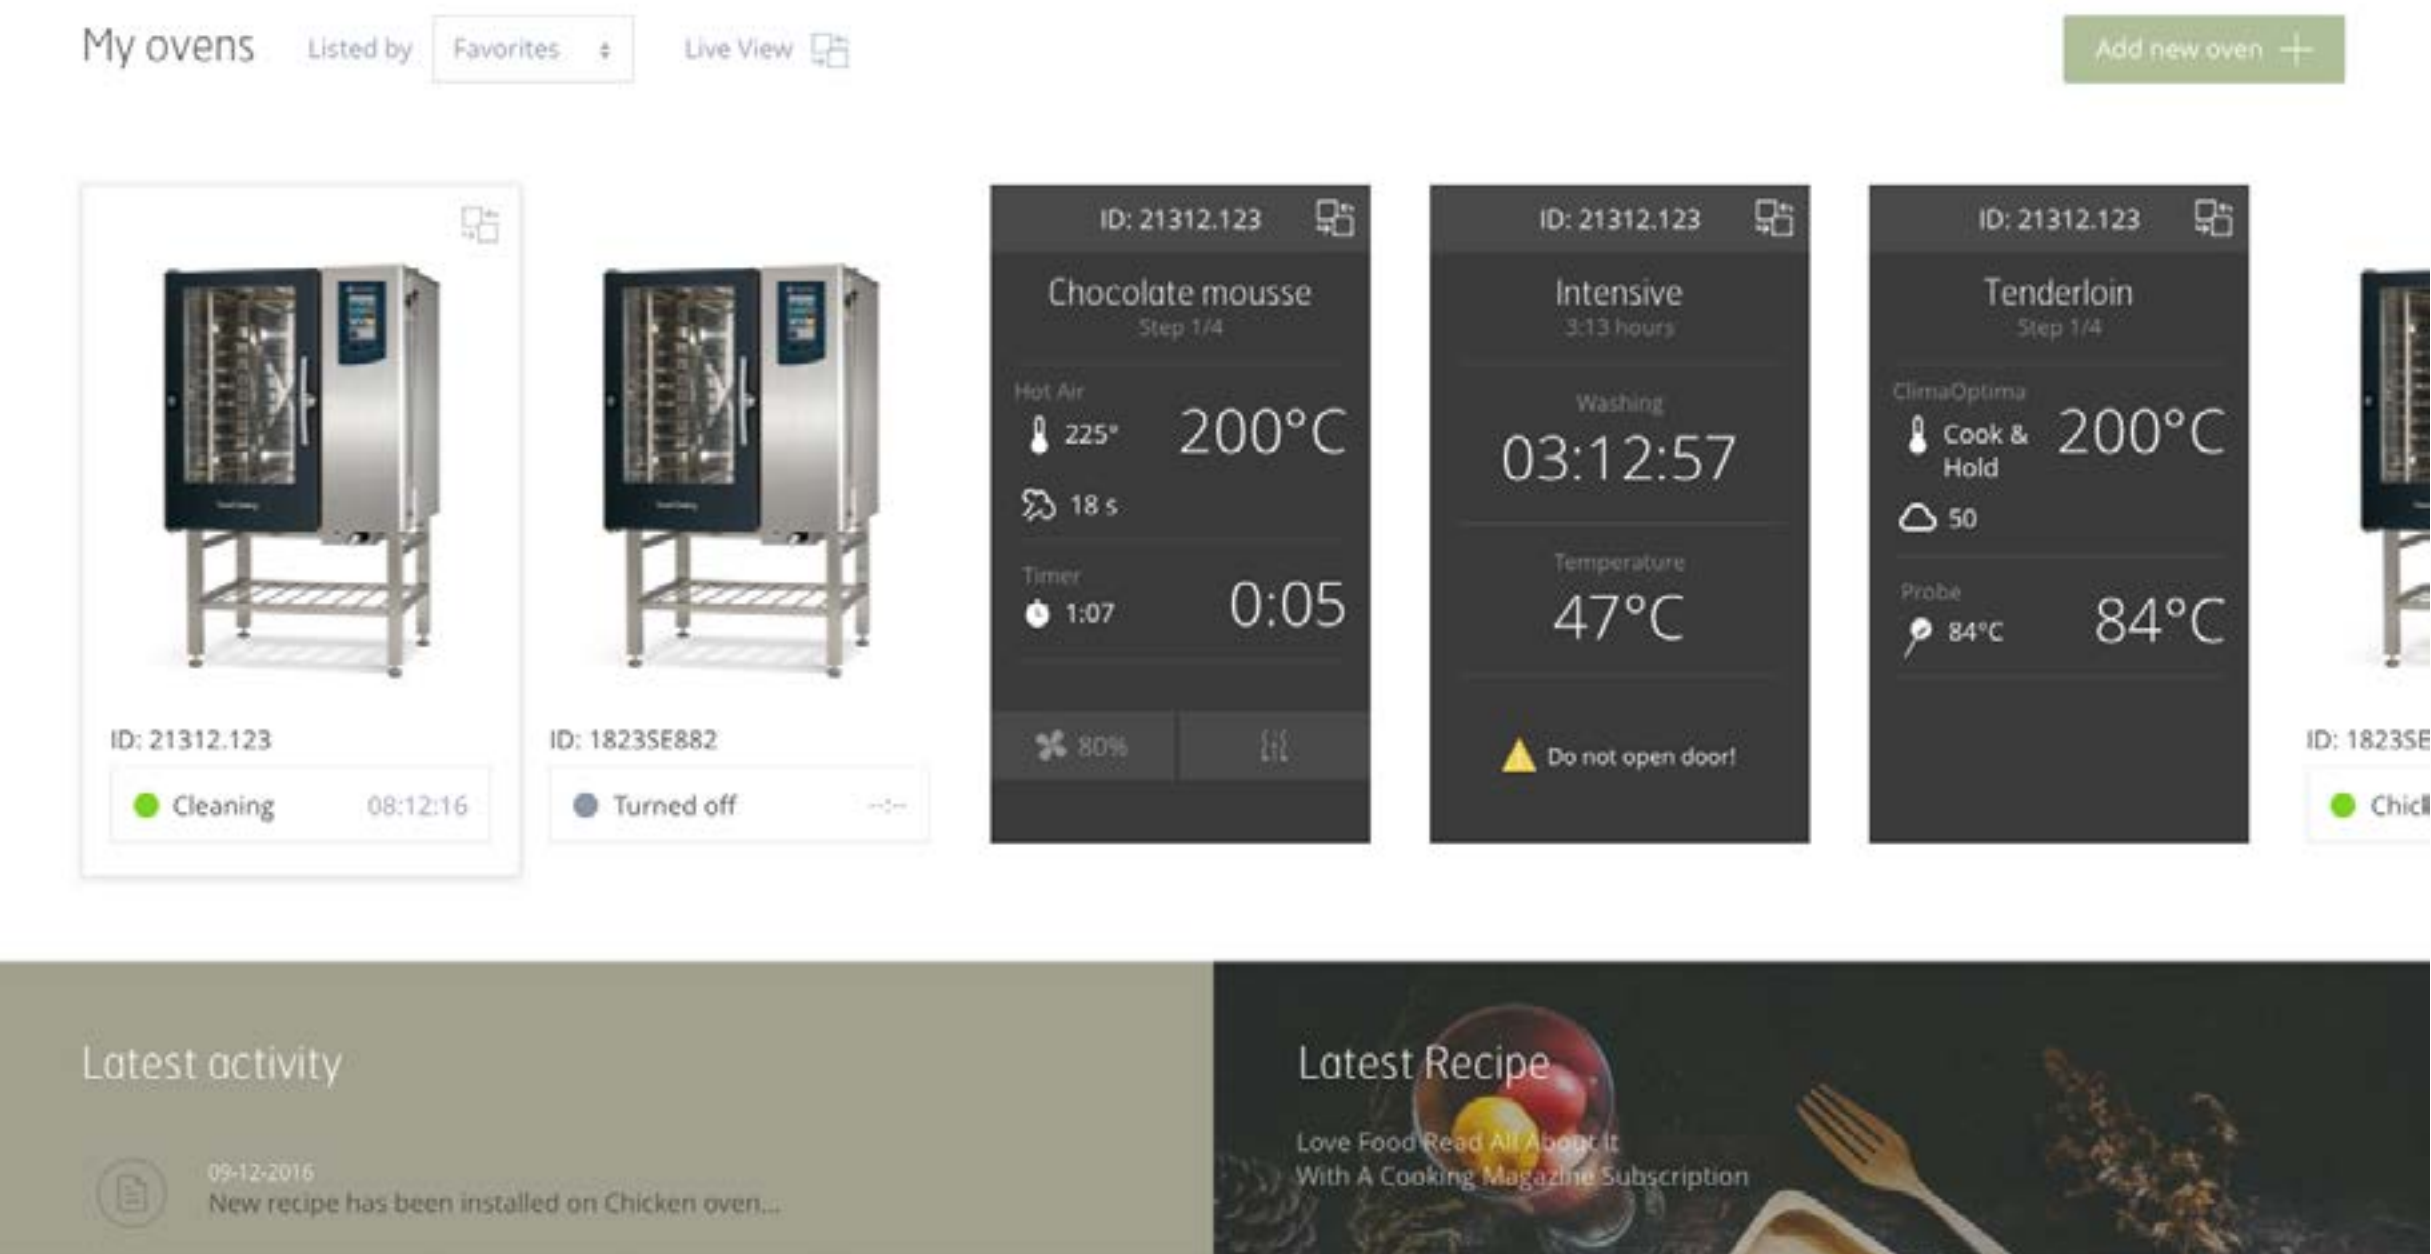 My ovens
Listed by
Favorites
Live View
Add new oven
ID: 21312.123
Cleaning
08:12:16
ID: 1823SE882
Turned off
--:--
ID: 21312.123
Chocolate mousse
Step 1/4
Hot Air
225°
200°C
18 s
Timer
1:07
0:05
80%
ID: 21312.123
Intensive
3:13 hours
Washing
03:12:57
Temperature
47°C
Do not open door!
ID: 21312.123
Tenderloin
Step 1/4
ClimaOptima
Cook &
Hold
200°C
50
Probe
84°C
84°C
ID: 1823SE
Chic
Latest activity
09-12-2016
New recipe has been installed on Chicken oven...
Latest Recipe
Love Food Read All About It
With A Cooking Magazine Subscription